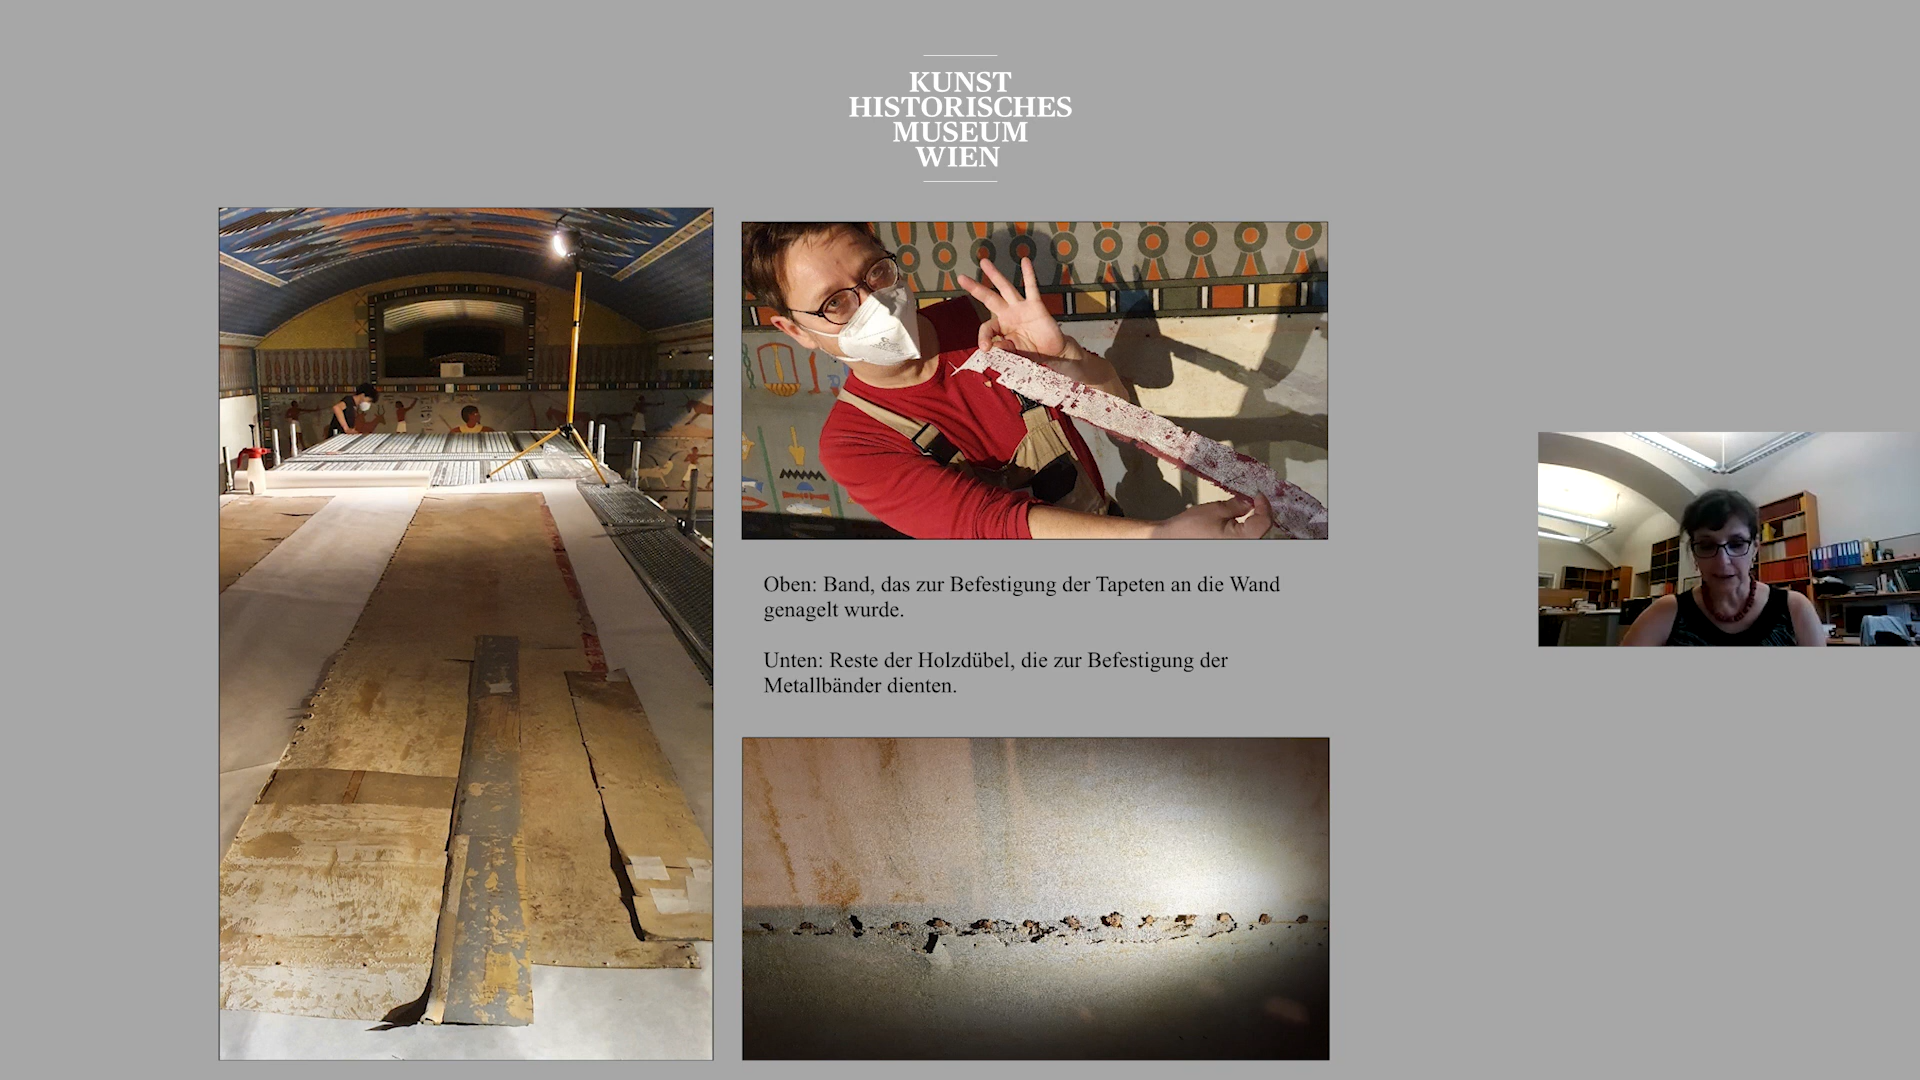 KUNST
HISTORISCHES
MUSEUM
WIEN
Oben: Band, das zur Befestigung der Tapeten an die Wand
genagelt wurde.
Unten: Reste der Holzdübel, die zur Befestigung der
Metallbänder dienten.